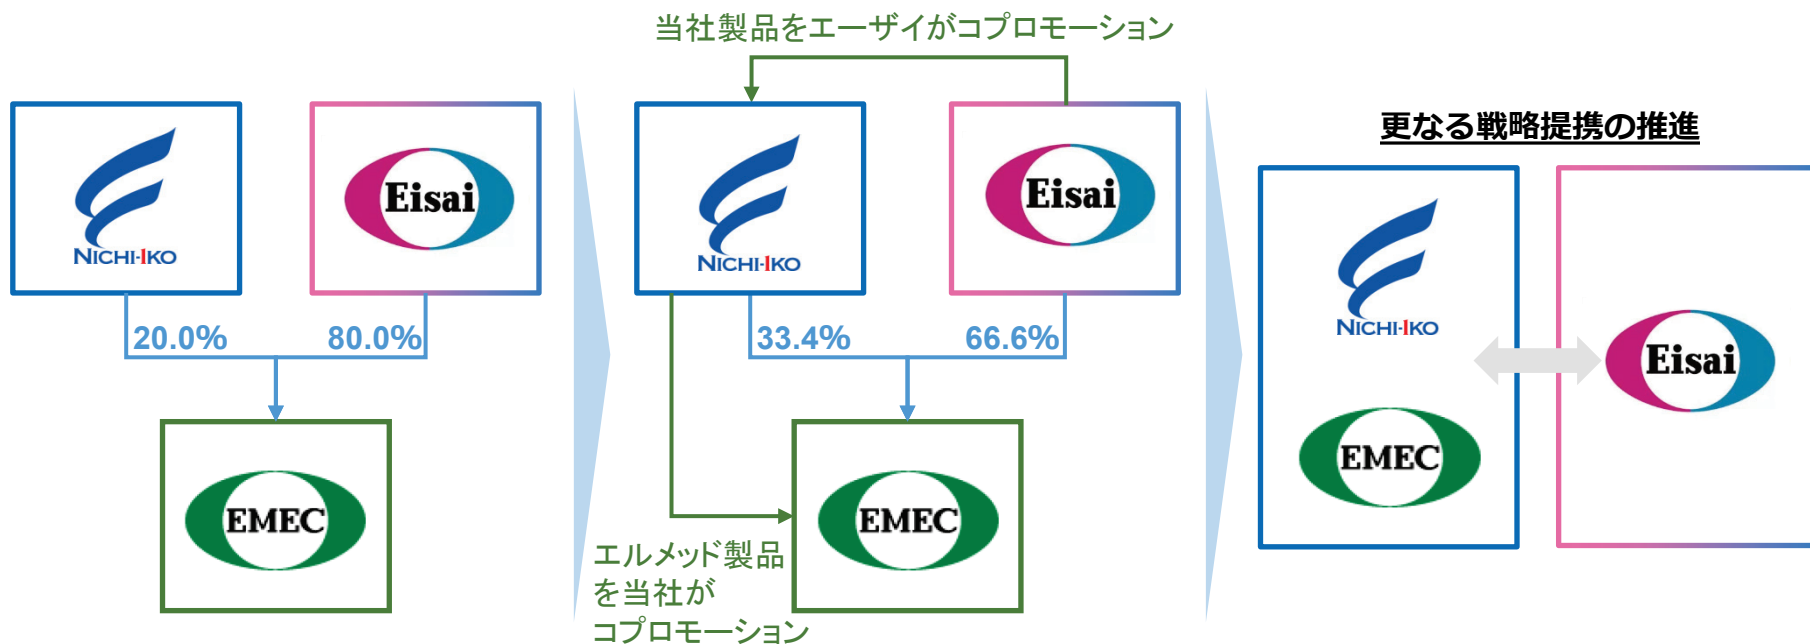 当社製品をエーザイがコプロモーション
NICHI-IKO
Eisai
20.0%
80.0%
EMEC
NICHI-IKO
Eisai
33.4%
66.6%
EMEC
エルメッド製品
を当社が
コプロモーション
更なる戦略提携の推進
NICHI-IKO
Eisai
EMEC